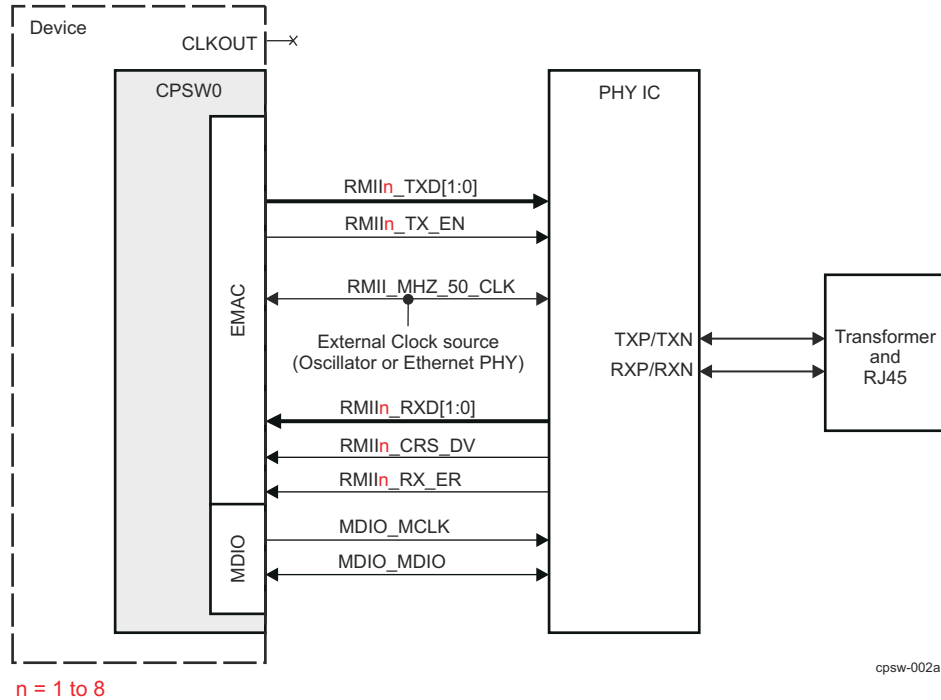 Device
CLKOUT
CPSW0
PHY IC
RMIIn_TXD[1:0]
RMIIn_TX_EN
EMAC
RMII_MHZ_50_CLK
External Clock source
(Oscillator or Ethernet PHY)
TXP/TXN
RXP/RXN
Transformer
and
RJ45
RMIIn_RXD[1:0]
RMIIn_CRS_DV
RMIIn_RX_ER
MDIO
MDIO_MCLK
MDIO_MDIO
cpsw-002a
n = 1 to 8